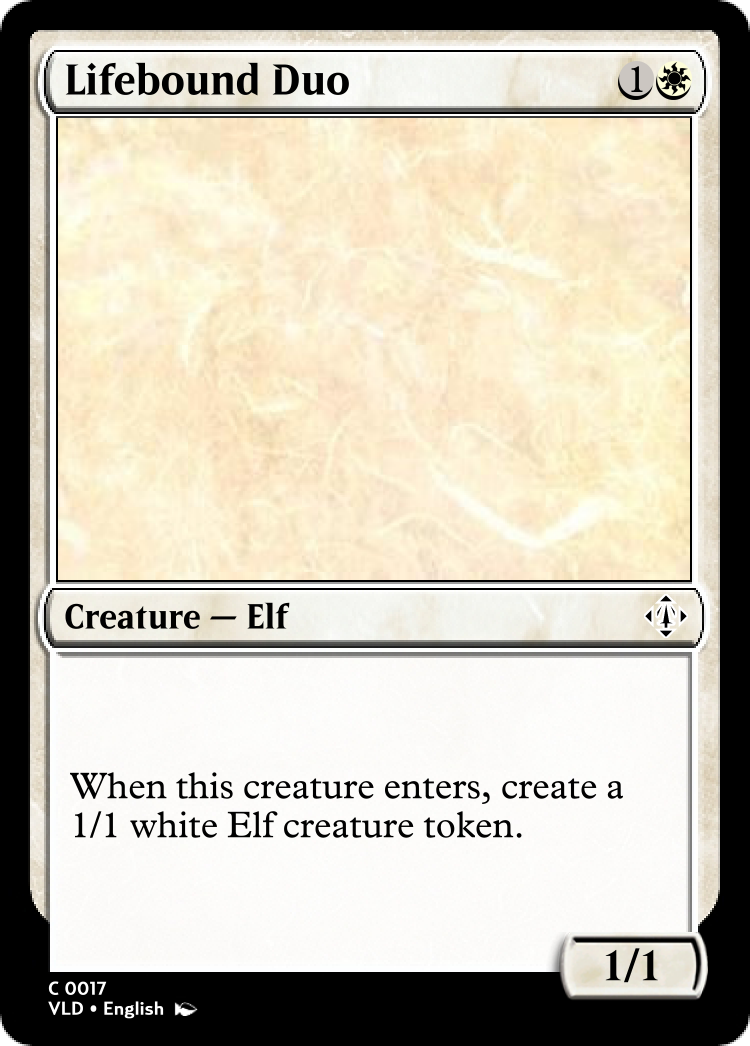 Lifebound Duo 1
Creature — Elf
When this creature enters, create a
1/1 white Elf creature token.
1/1
C 0017
VLD • English